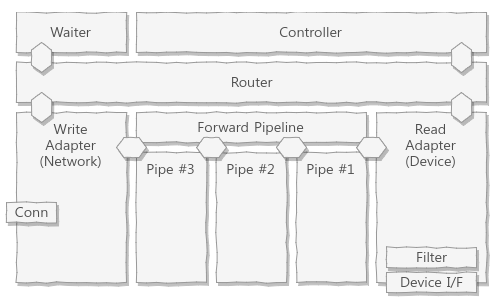 Waiter
Controller
Router
Write
Adapter
(Network)
Forward Pipeline
Read
Adapter
(Device)
Pipe #3
Pipe #2
Pipe #1
Conn
Filter
Device I/F